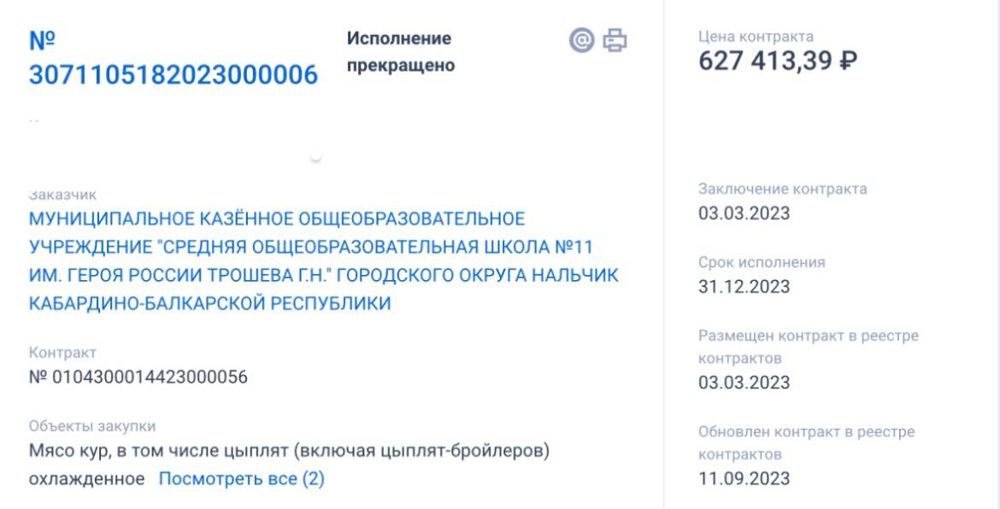 №
3071105182023000006
Исполнение
прекращено
Заказчик
МУНИЦИПАЛЬНОЕ КАЗЁННОЕ ОБЩЕОБРАЗОВАТЕЛЬНОЕ
УЧРЕЖДЕНИЕ "СРЕДНЯЯ ОБЩЕОБРАЗОВАТЕЛЬНАЯ ШКОЛА №11
ИМ. ГЕРОЯ РОССИИ ТРОШЕВА Г.Н." ГОРОДСКОГО ОКРУГА НАЛЬЧИК
КАБАРДИНО-БАЛКАРСКОЙ РЕСПУБЛИКИ
Контракт
№ 0104300014423000056
Объекты закупки
Мясо кур, в том числе цыплят (включая цыплят-бройлеров)
охлажденное Посмотреть все (2)
Цена контракта
627 413,39 ₽
Заключение контракта
03.03.2023
Срок исполнения
31.12.2023
Размещен контракт в реестре
контрактов
03.03.2023
Обновлен контракт в реестре
контрактов
11.09.2023